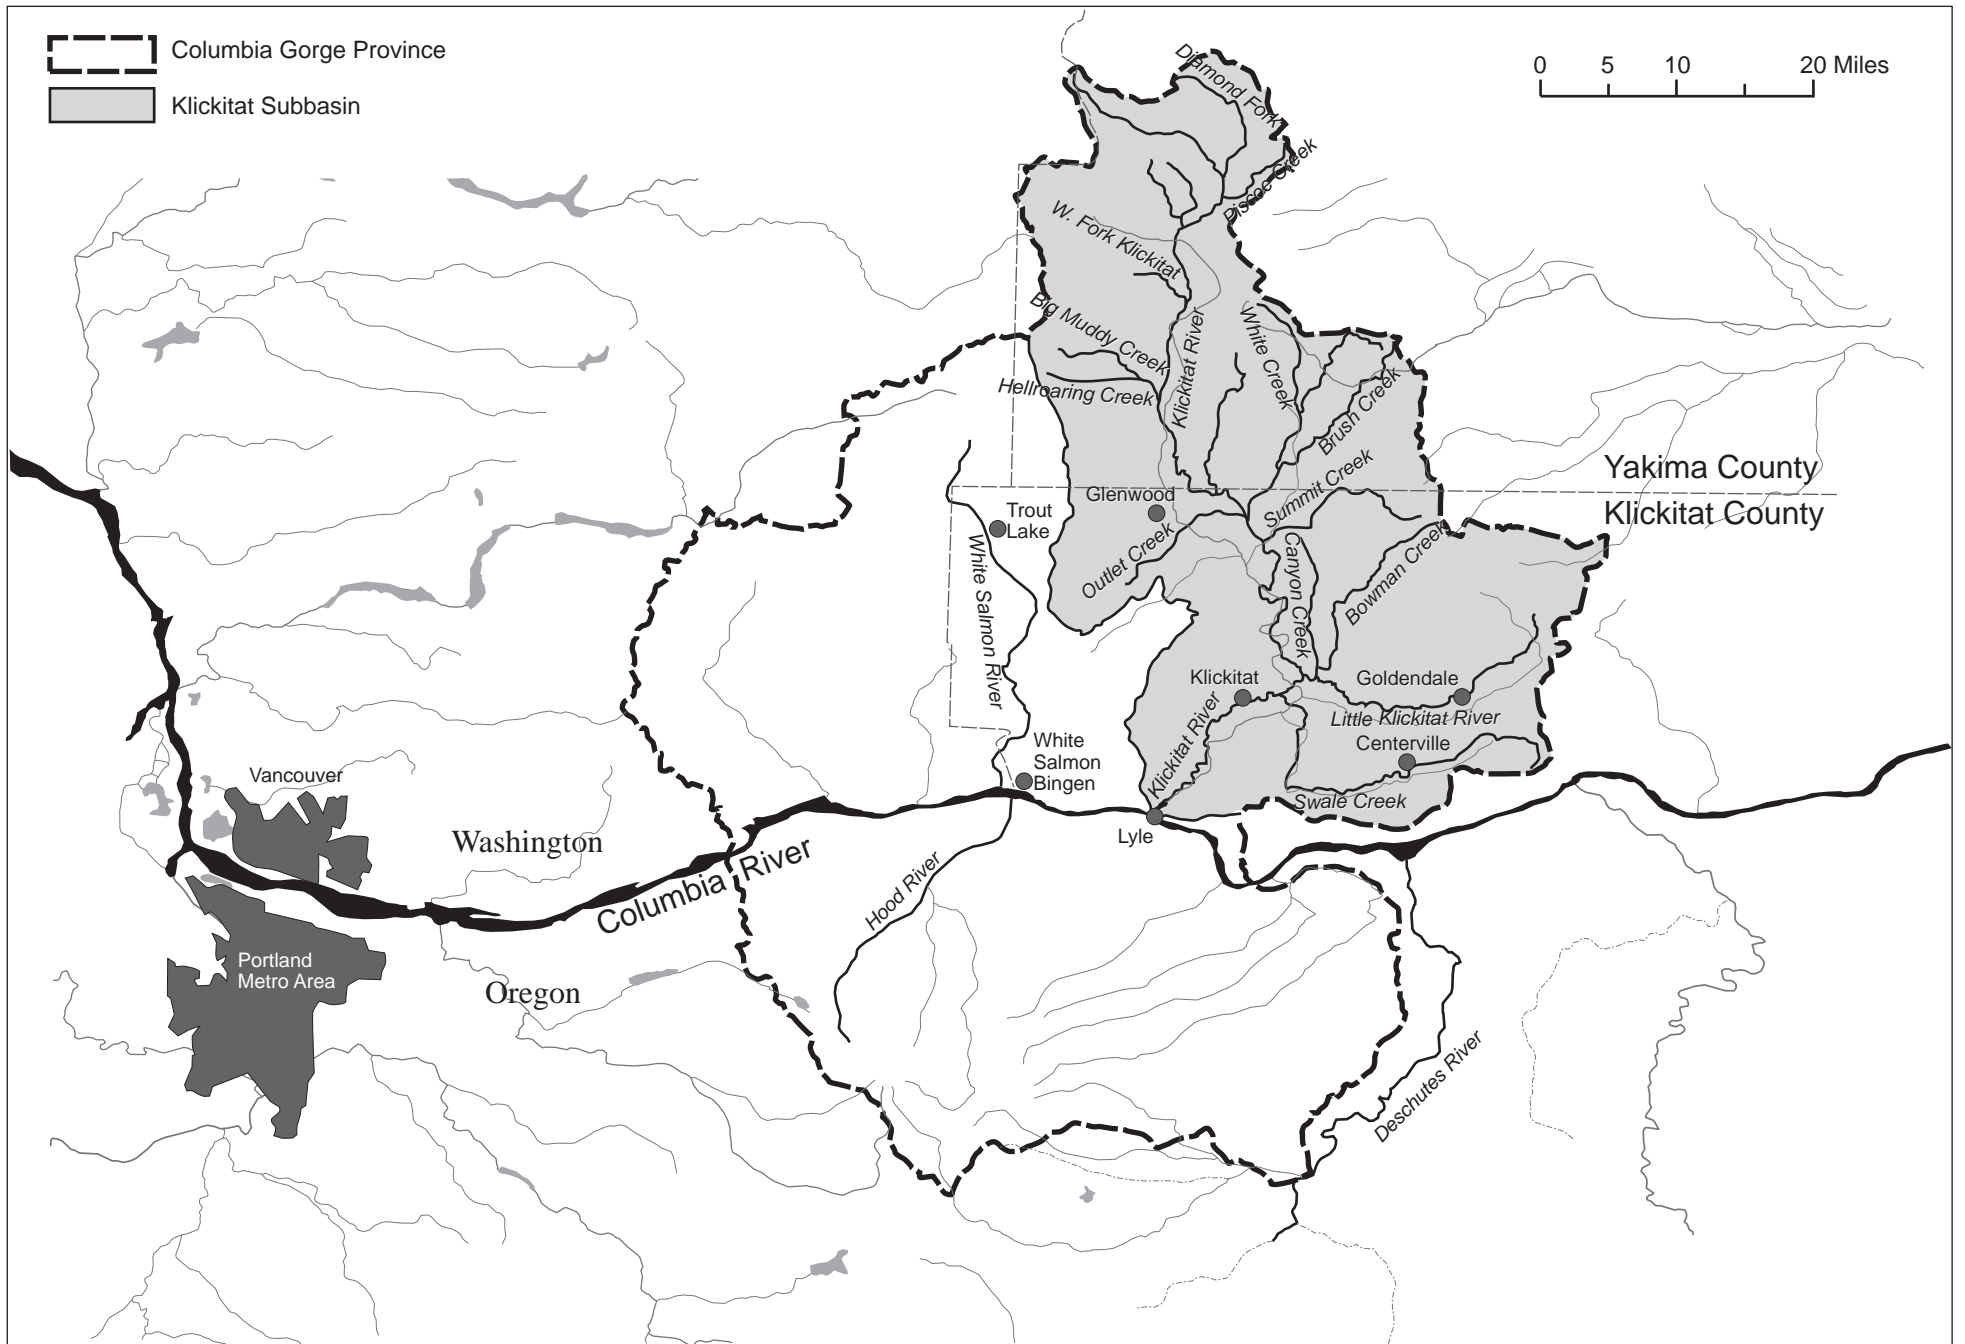 Columbia Gorge Province
Klickitat Subbasin
0 5 10 20 Miles
Diamond Fork
Piscoe Creek
W. Fork Klickitat
Big Muddy Creek
Klickitat River
White Creek
Hellroaring Creek
Brush Creek
Summit Creek
Yakima County
Klickitat County
Glenwood
Trout
Lake
Outlet Creek
Canyon Creek
Bowman Creek
White Salmon River
Klickitat
Goldendale
Klickitat River
Little Klickitat River
Centerville
White
Salmon
Bingen
Swale Creek
Lyle
Vancouver
Washington
Columbia River
Hood River
Portland
Metro Area
Oregon
Deschutes River